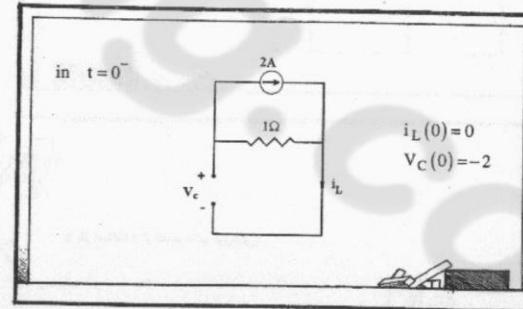 in t=0⁻
2A
1Ω
i_L(0)=0
V_C(0)=-2
+
V_c
-
i_L